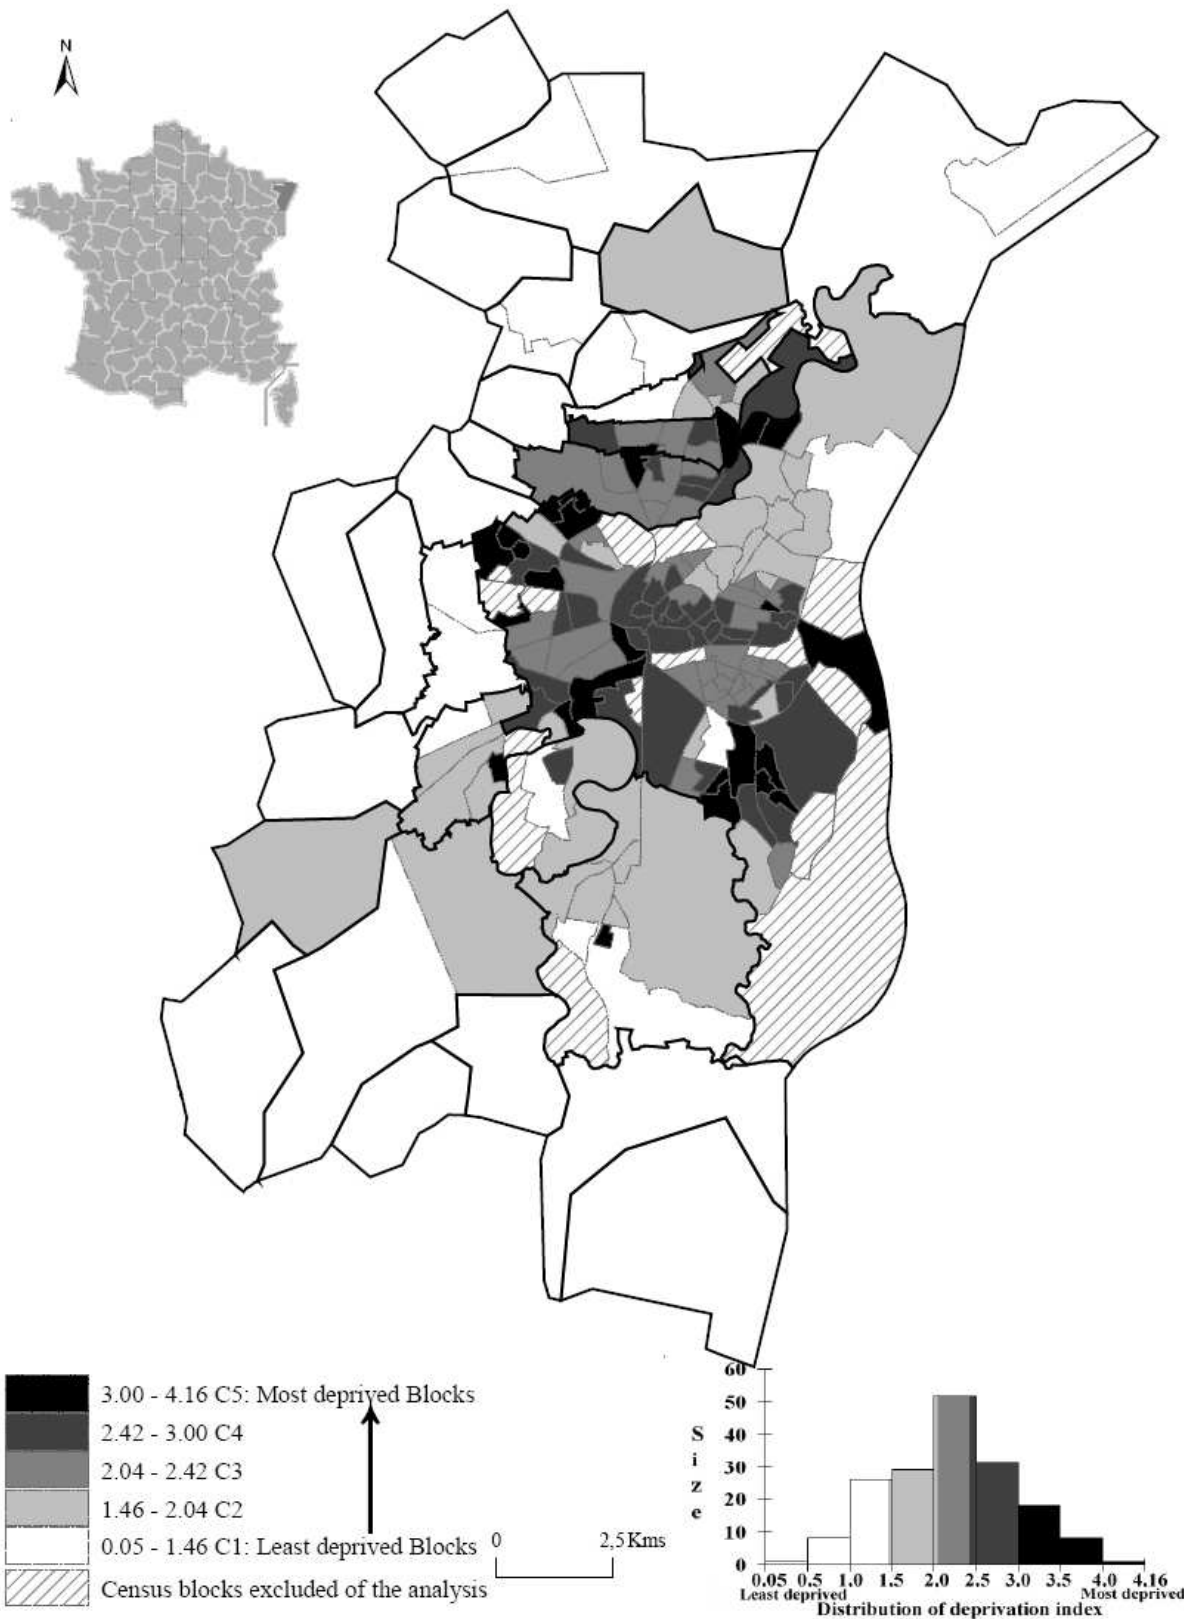 N
3.00 - 4.16 C5: Most deprived Blocks
2.42 - 3.00 C4
2.04 - 2.42 C3
1.46 - 2.04 C2
0.05 - 1.46 C1: Least deprived Blocks
Census blocks excluded of the analysis
0 2,5 Kms
Size
60
50
40
30
20
10
0
0.05 0.5 1.0 1.5 2.0 2.5 3.0 3.5 4.0 4.16
Least deprived Most deprived
Distribution of deprivation index